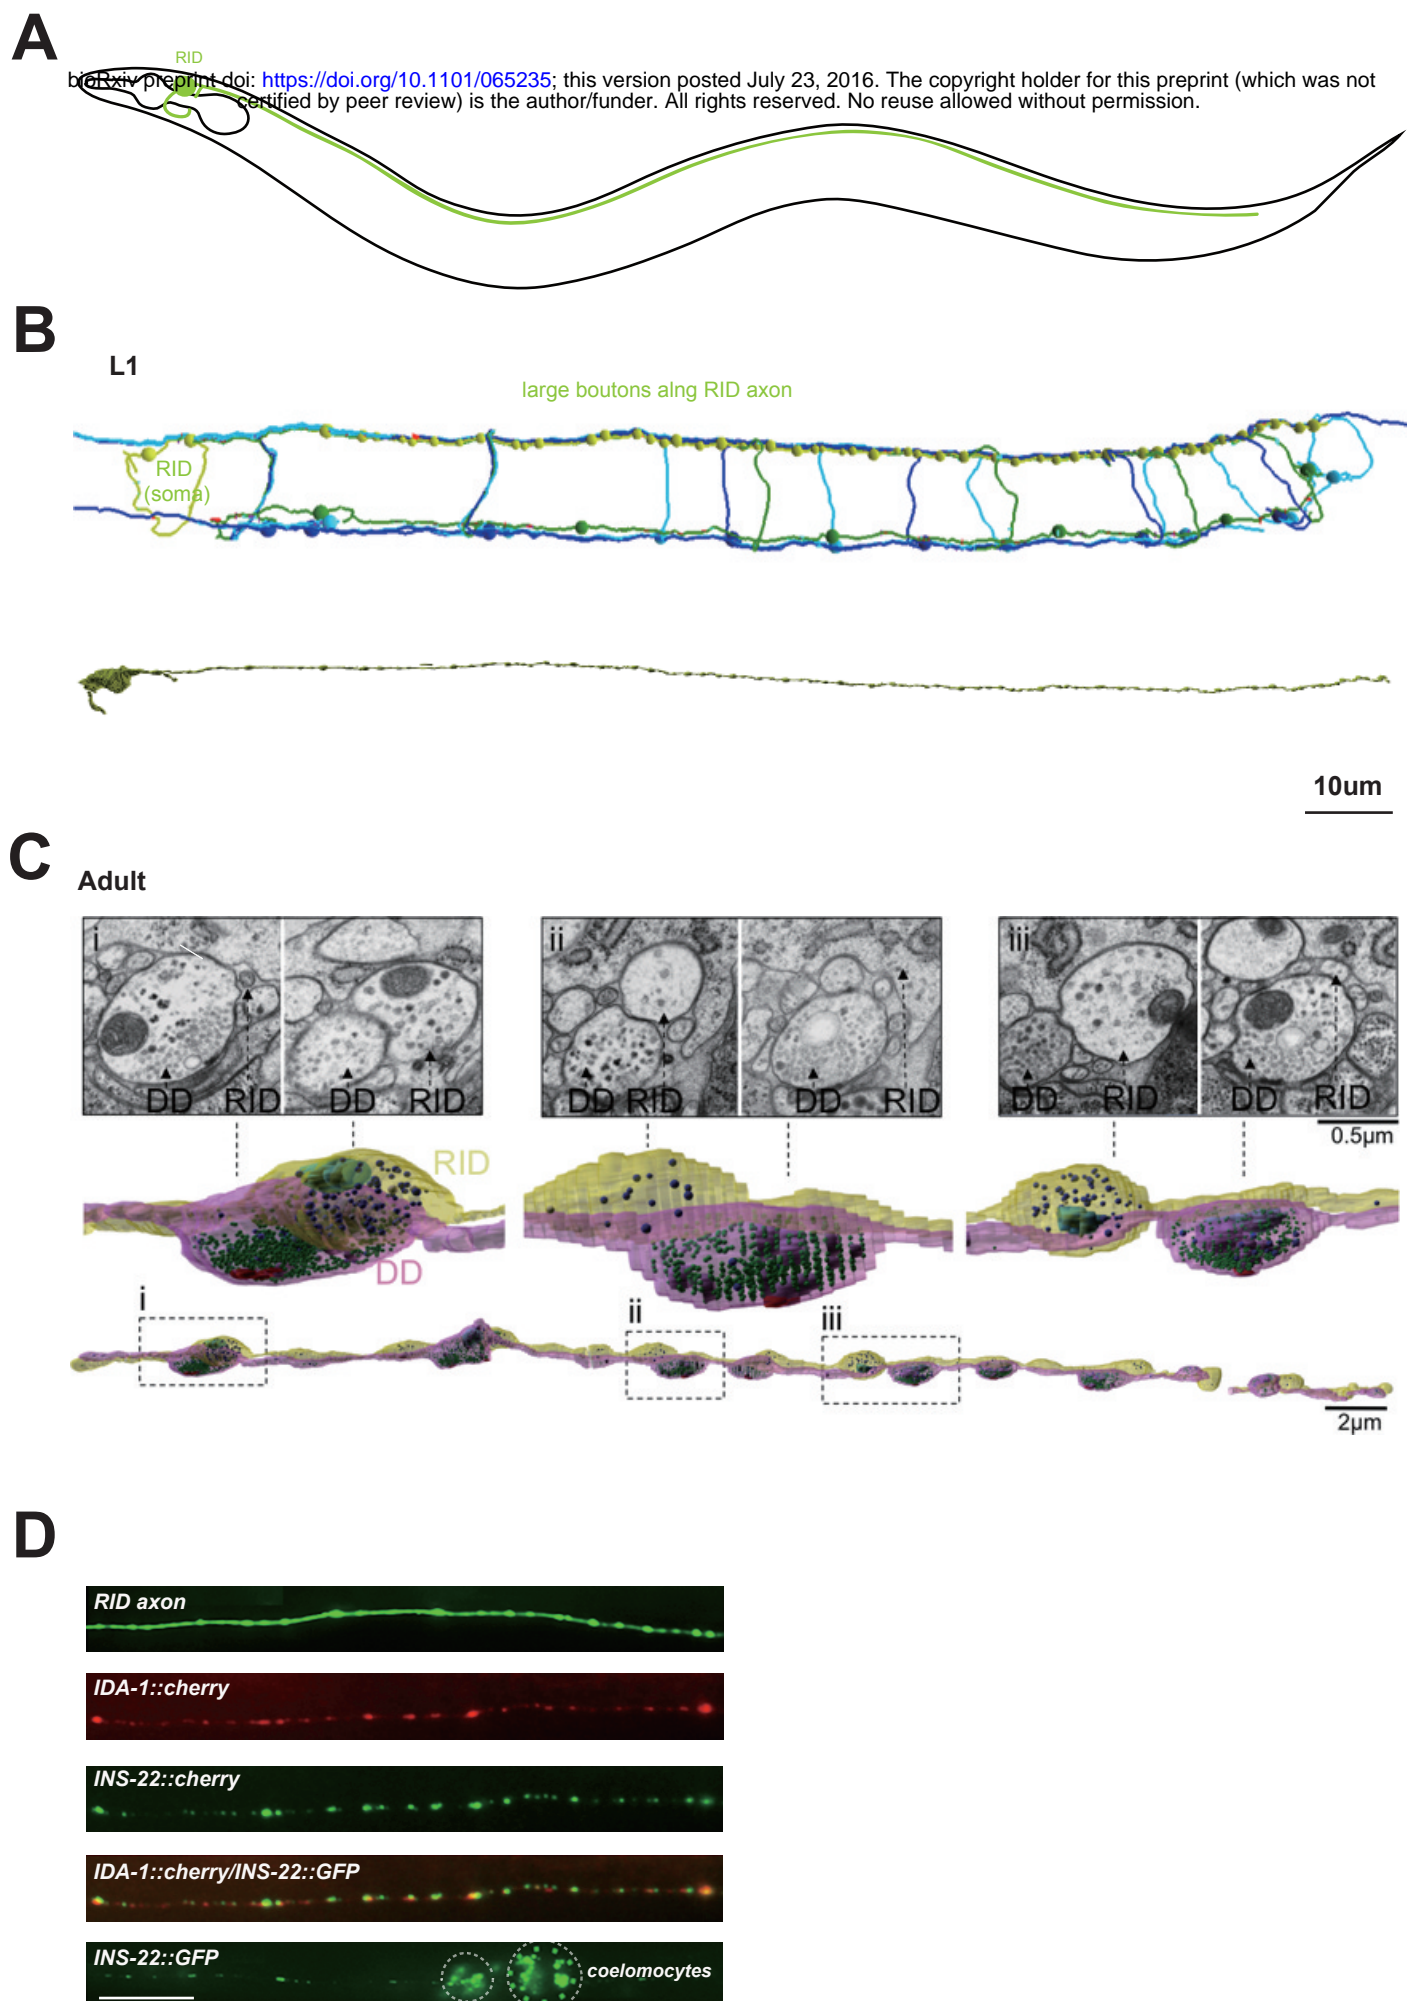 A
RID
bioRxiv preprint doi: https://doi.org/10.1101/065235; this version posted July 23, 2016. The copyright holder for this preprint (which was not
certified by peer review) is the author/funder. All rights reserved. No reuse allowed without permission.
B
L1
large boutons alng RID axon
RID
(soma)
10um
C
Adult
i
ii
iii
DD RID DD RID
DD RID DD RID
DD RID DD RID
0.5μm
RID
DD
i
ii
iii
2μm
D
RID axon
IDA-1::cherry
INS-22::cherry
IDA-1::cherry/INS-22::GFP
INS-22::GFP
coelomocytes